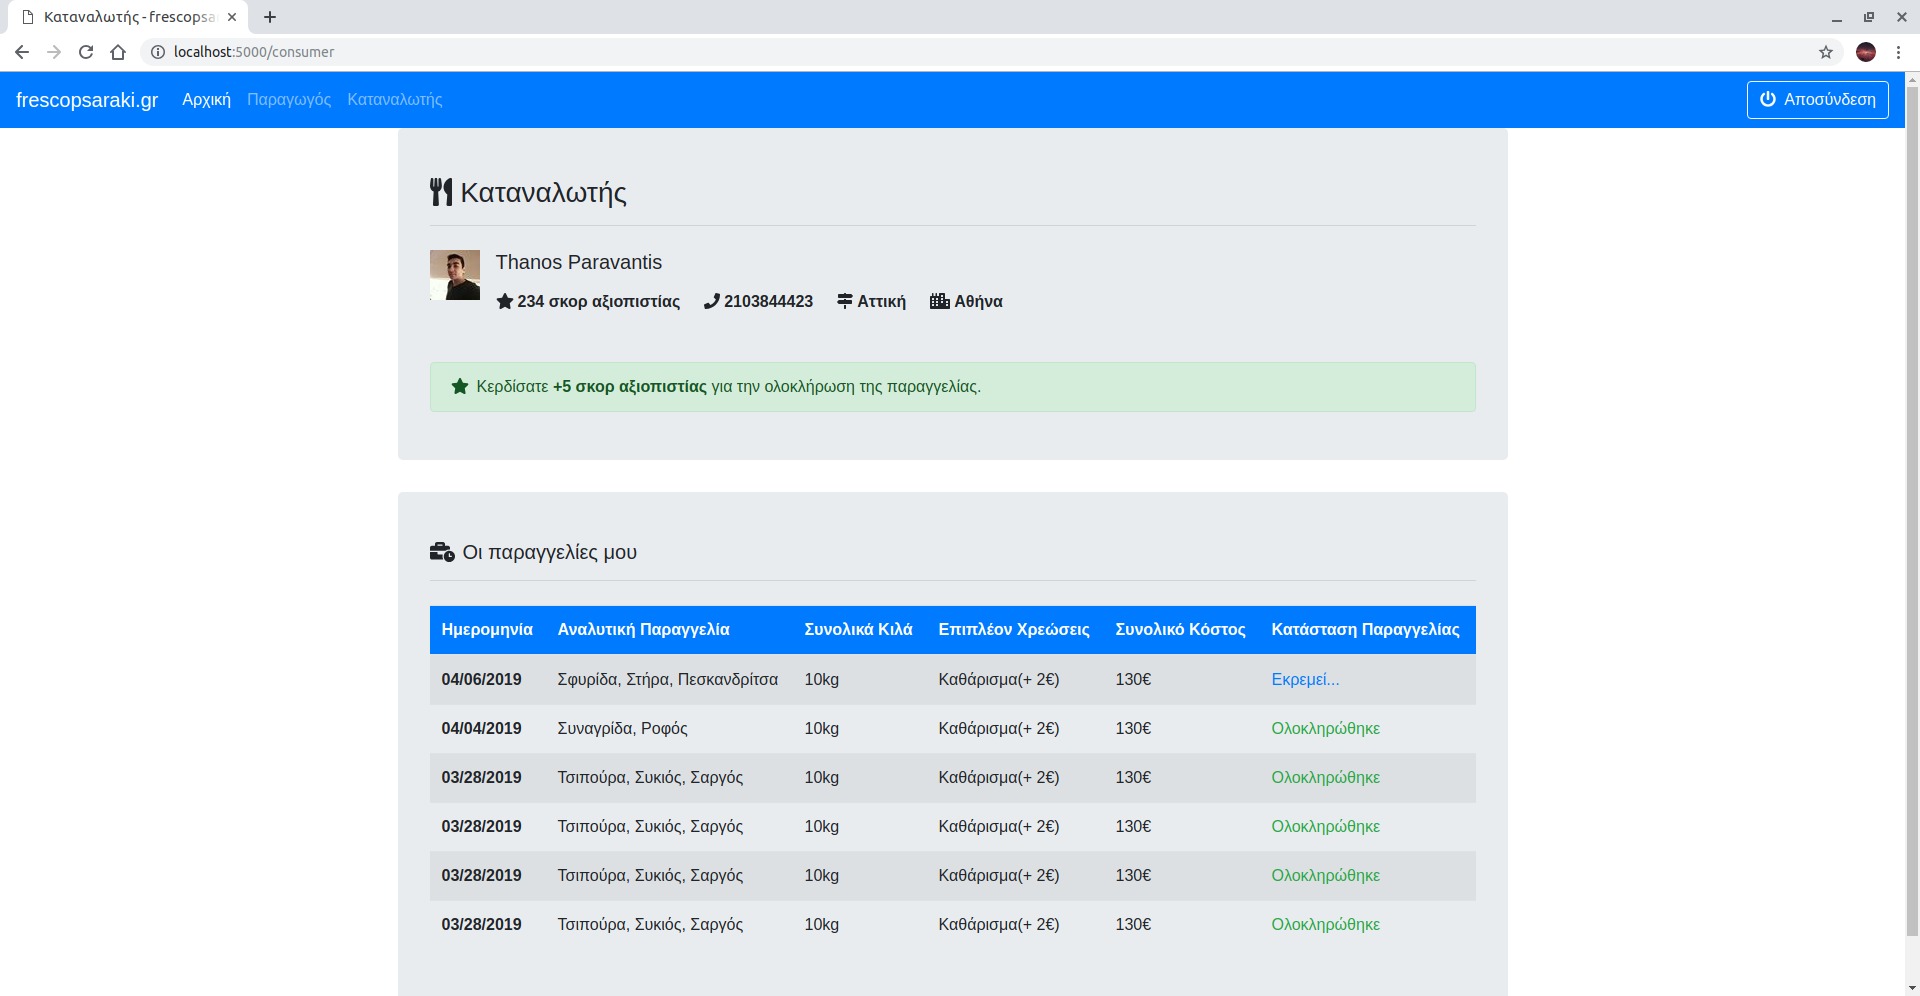 Καταναλωτής - frescopsa
localhost:5000/consumer
frescopsaraki.gr Αρχική Παραγωγός Καταναλωτής Αποσύνδεση
Καταναλωτής
Thanos Paravantis
234 σκορ αξιοπιστίας 2103844423 Αττική Αθήνα
Κερδίσατε +5 σκορ αξιοπιστίας για την ολοκλήρωση της παραγγελίας.
Οι παραγγελίες μου
Ημερομηνία Αναλυτική Παραγγελία Συνολικά Κιλά Επιπλέον Χρεώσεις Συνολικό Κόστος Κατάσταση Παραγγελίας
04/06/2019 Σφυρίδα, Στήρα, Πεσκανδρίτσα 10kg Καθάρισμα(+ 2€) 130€ Εκρεμεί...
04/04/2019 Συναγρίδα, Ροφός 10kg Καθάρισμα(+ 2€) 130€ Ολοκληρώθηκε
03/28/2019 Τσιπούρα, Συκιός, Σαργός 10kg Καθάρισμα(+ 2€) 130€ Ολοκληρώθηκε
03/28/2019 Τσιπούρα, Συκιός, Σαργός 10kg Καθάρισμα(+ 2€) 130€ Ολοκληρώθηκε
03/28/2019 Τσιπούρα, Συκιός, Σαργός 10kg Καθάρισμα(+ 2€) 130€ Ολοκληρώθηκε
03/28/2019 Τσιπούρα, Συκιός, Σαργός 10kg Καθάρισμα(+ 2€) 130€ Ολοκληρώθηκε